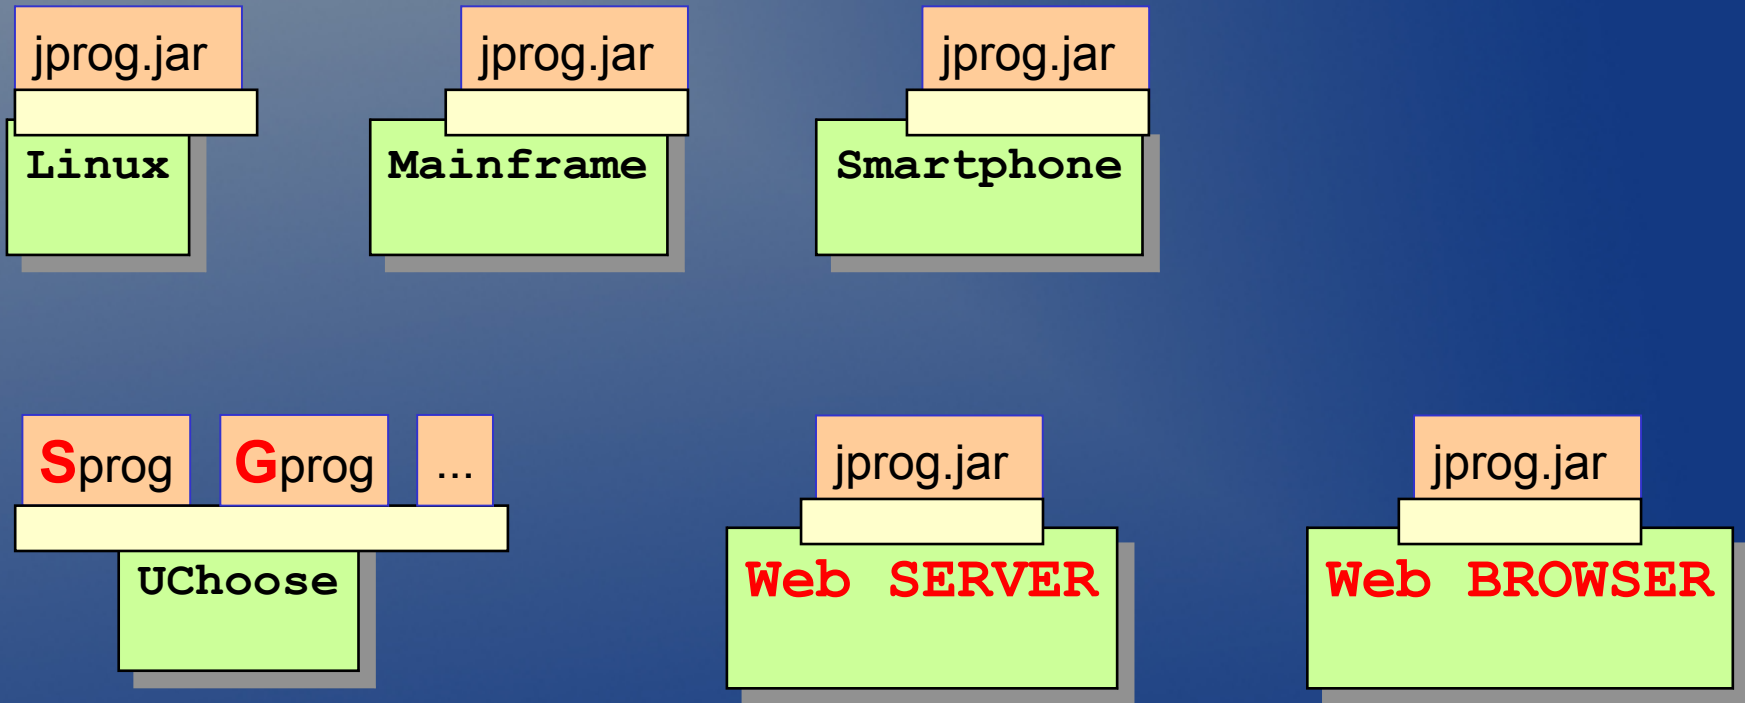 jprog.jar
jprog.jar
jprog.jar
Linux
Mainframe
Smartphone
Sprog
Gprog
...
jprog.jar
jprog.jar
UChoose
Web SERVER
Web BROWSER